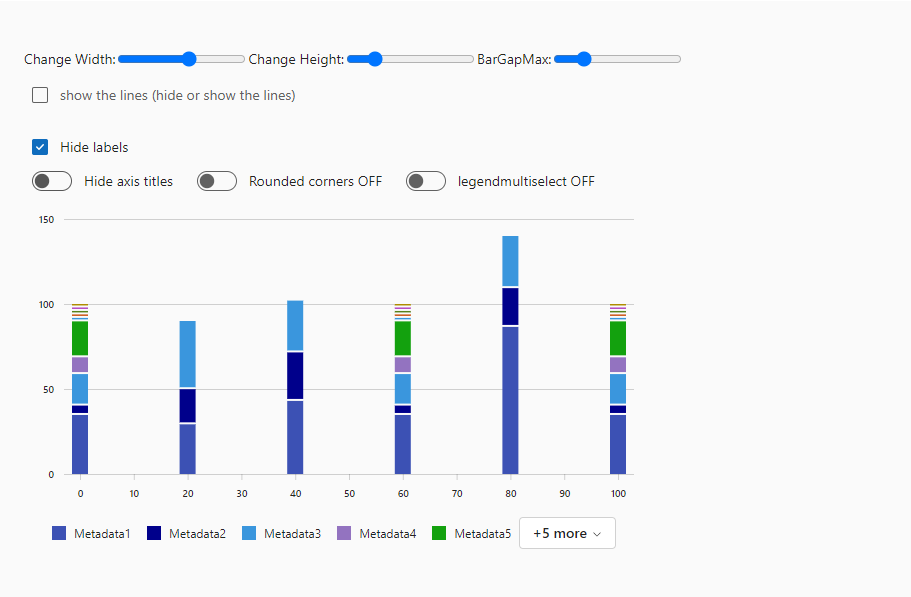 Change Width: Change Height: BarGapMax:
show the lines (hide or show the lines)
Hide labels
Hide axis titles Rounded corners OFF legendmultiselect OFF
150
100
50
0
0 10 20 30 40 50 60 70 80 90 100
Metadata1 Metadata2 Metadata3 Metadata4 Metadata5 +5 more